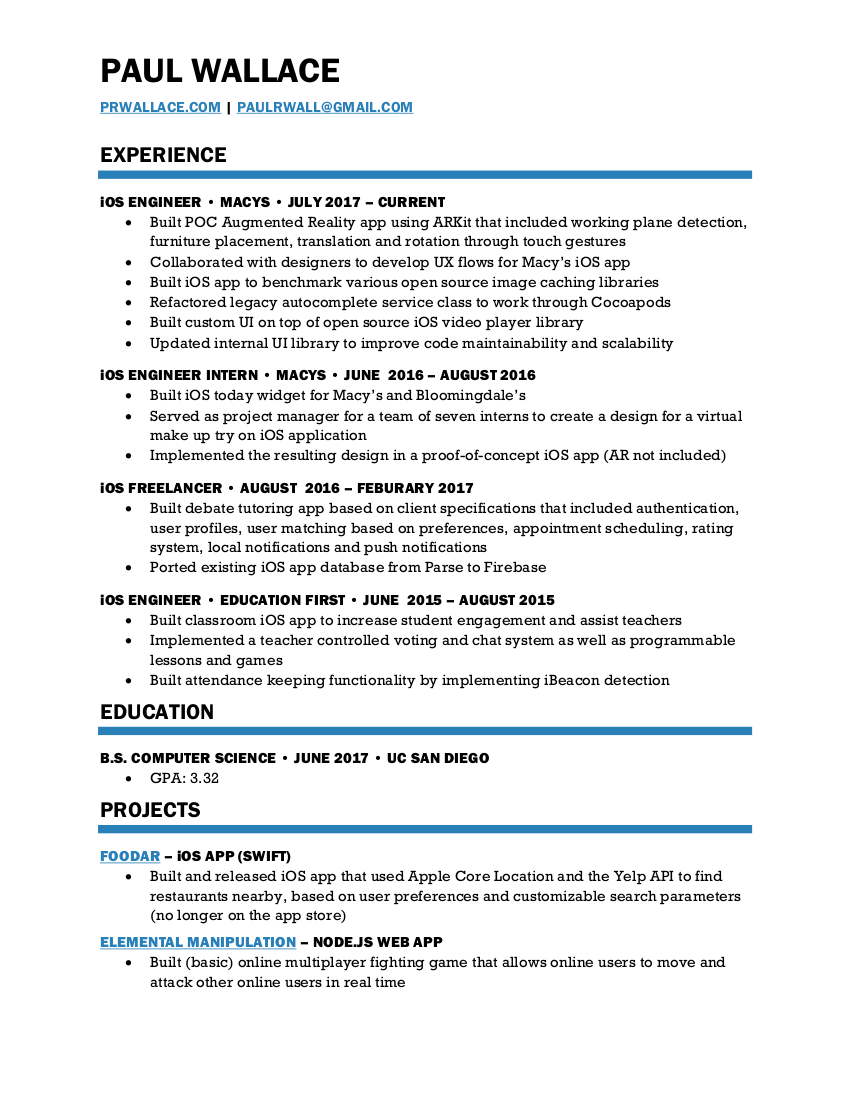 PAUL WALLACE
PRWALLACE.COM | PAULRWALL@GMAIL.COM
EXPERIENCE
iOS ENGINEER • MACYS • JULY 2017 – CURRENT
• Built POC Augmented Reality app using ARKit that included working plane detection,
furniture placement, translation and rotation through touch gestures
• Collaborated with designers to develop UX flows for Macy’s iOS app
• Built iOS app to benchmark various open source image caching libraries
• Refactored legacy autocomplete service class to work through Cocoapods
• Built custom UI on top of open source iOS video player library
• Updated internal UI library to improve code maintainability and scalability
iOS ENGINEER INTERN • MACYS • JUNE 2016 – AUGUST 2016
• Built iOS today widget for Macy’s and Bloomingdale’s
• Served as project manager for a team of seven interns to create a design for a virtual
make up try on iOS application
• Implemented the resulting design in a proof-of-concept iOS app (AR not included)
iOS FREELANCER • AUGUST 2016 – FEBURARY 2017
• Built debate tutoring app based on client specifications that included authentication,
user profiles, user matching based on preferences, appointment scheduling, rating
system, local notifications and push notifications
• Ported existing iOS app database from Parse to Firebase
iOS ENGINEER • EDUCATION FIRST • JUNE 2015 – AUGUST 2015
• Built classroom iOS app to increase student engagement and assist teachers
• Implemented a teacher controlled voting and chat system as well as programmable
lessons and games
• Built attendance keeping functionality by implementing iBeacon detection
EDUCATION
B.S. COMPUTER SCIENCE • JUNE 2017 • UC SAN DIEGO
• GPA: 3.32
PROJECTS
FOODAR – iOS APP (SWIFT)
• Built and released iOS app that used Apple Core Location and the Yelp API to find
restaurants nearby, based on user preferences and customizable search parameters
(no longer on the app store)
ELEMENTAL MANIPULATION – NODE.JS WEB APP
• Built (basic) online multiplayer fighting game that allows online users to move and
attack other online users in real time